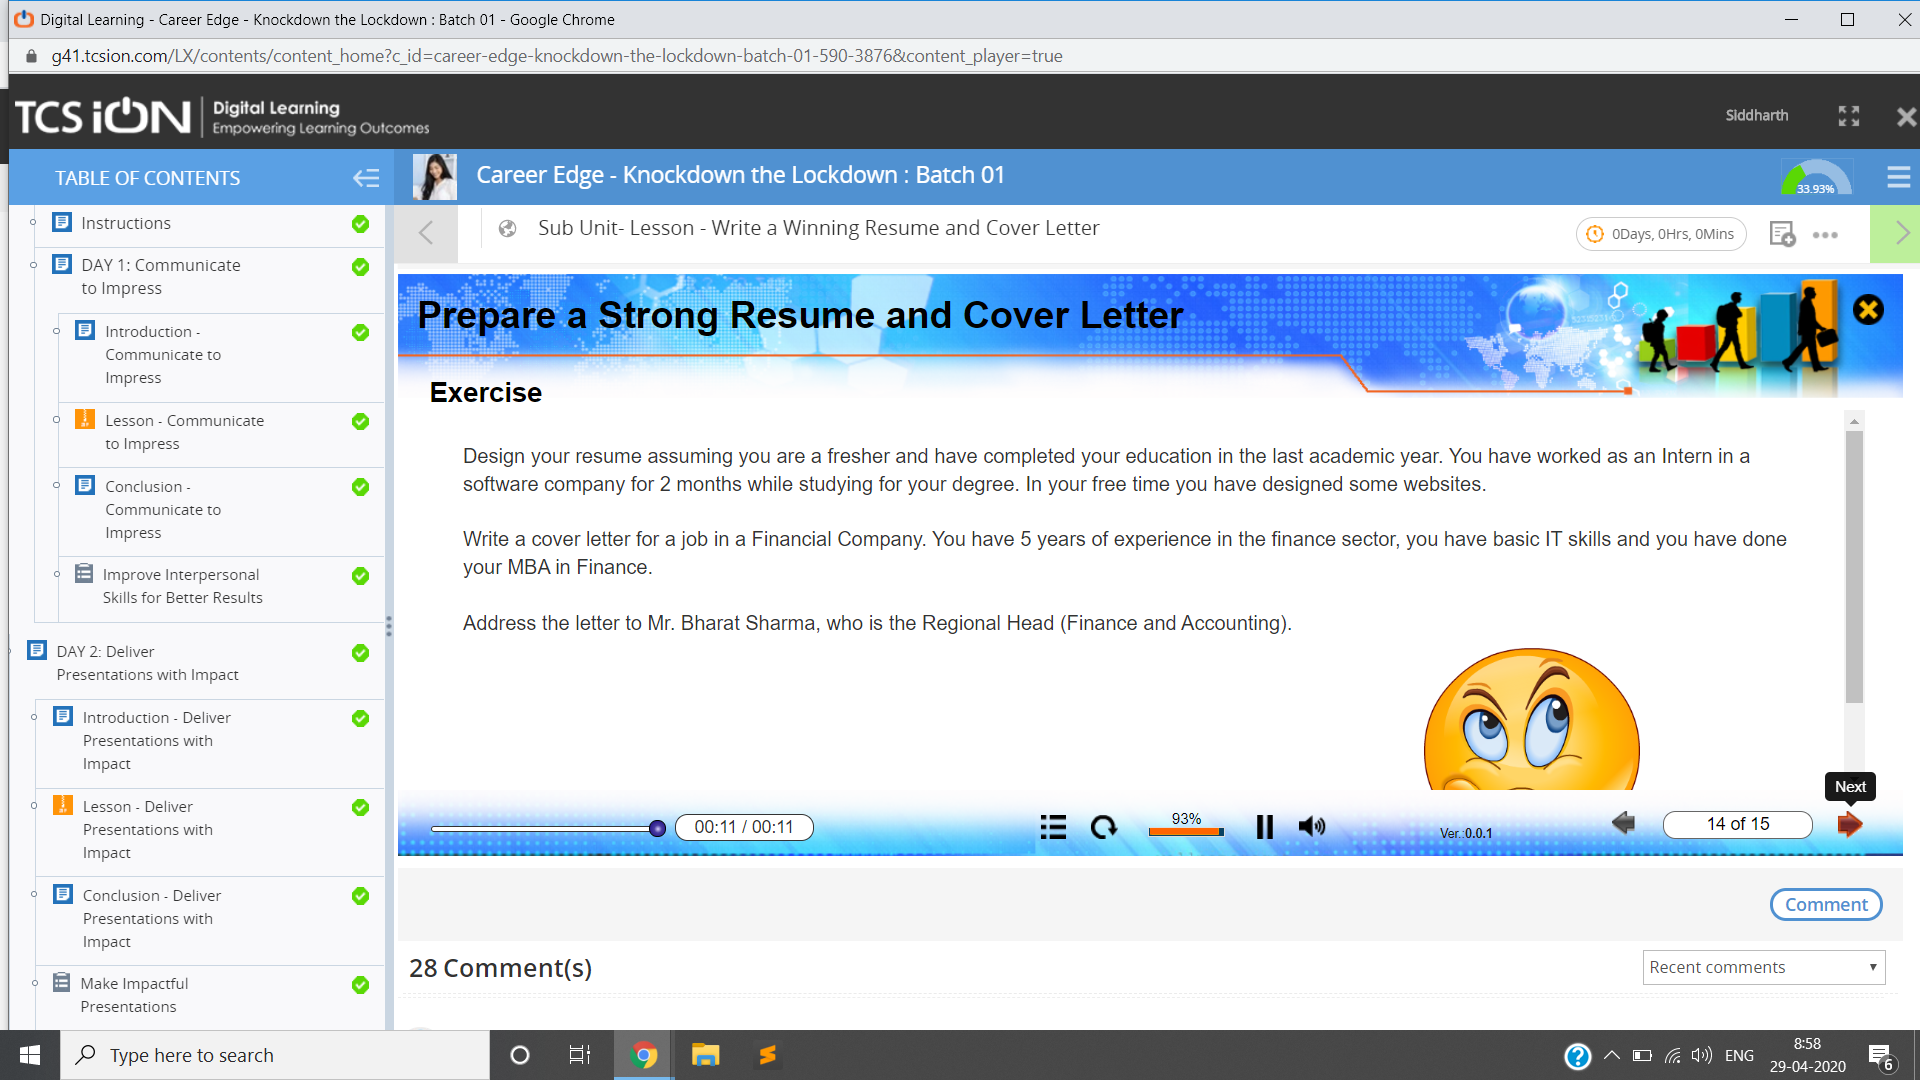 Digital Learning - Career Edge - Knockdown the Lockdown : Batch 01 - Google Chrome
g41.tcsion.com/LX/contents/content_home?c_id=career-edge-knockdown-the-lockdown-batch-01-590-3876&content_player=true
TCS iON
Digital Learning
Empowering Learning Outcomes
Siddharth
TABLE OF CONTENTS
Career Edge - Knockdown the Lockdown : Batch 01
33.93%
Instructions
DAY 1: Communicate
to Impress
Introduction -
Communicate to
Impress
Lesson - Communicate
to Impress
Conclusion -
Communicate to
Impress
Improve Interpersonal
Skills for Better Results
DAY 2: Deliver
Presentations with Impact
Introduction - Deliver
Presentations with
Impact
Lesson - Deliver
Presentations with
Impact
Conclusion - Deliver
Presentations with
Impact
Make Impactful
Presentations
Sub Unit- Lesson - Write a Winning Resume and Cover Letter
0Days, 0Hrs, 0Mins
Prepare a Strong Resume and Cover Letter
Exercise
Design your resume assuming you are a fresher and have completed your education in the last academic year. You have worked as an Intern in a
software company for 2 months while studying for your degree. In your free time you have designed some websites.
Write a cover letter for a job in a Financial Company. You have 5 years of experience in the finance sector, you have basic IT skills and you have done
your MBA in Finance.
Address the letter to Mr. Bharat Sharma, who is the Regional Head (Finance and Accounting).
Next
00:11 / 00:11
93%
Ver.:0.0.1
14 of 15
Comment
28 Comment(s)
Recent comments
Type here to search
ENG
8:58
29-04-2020
6